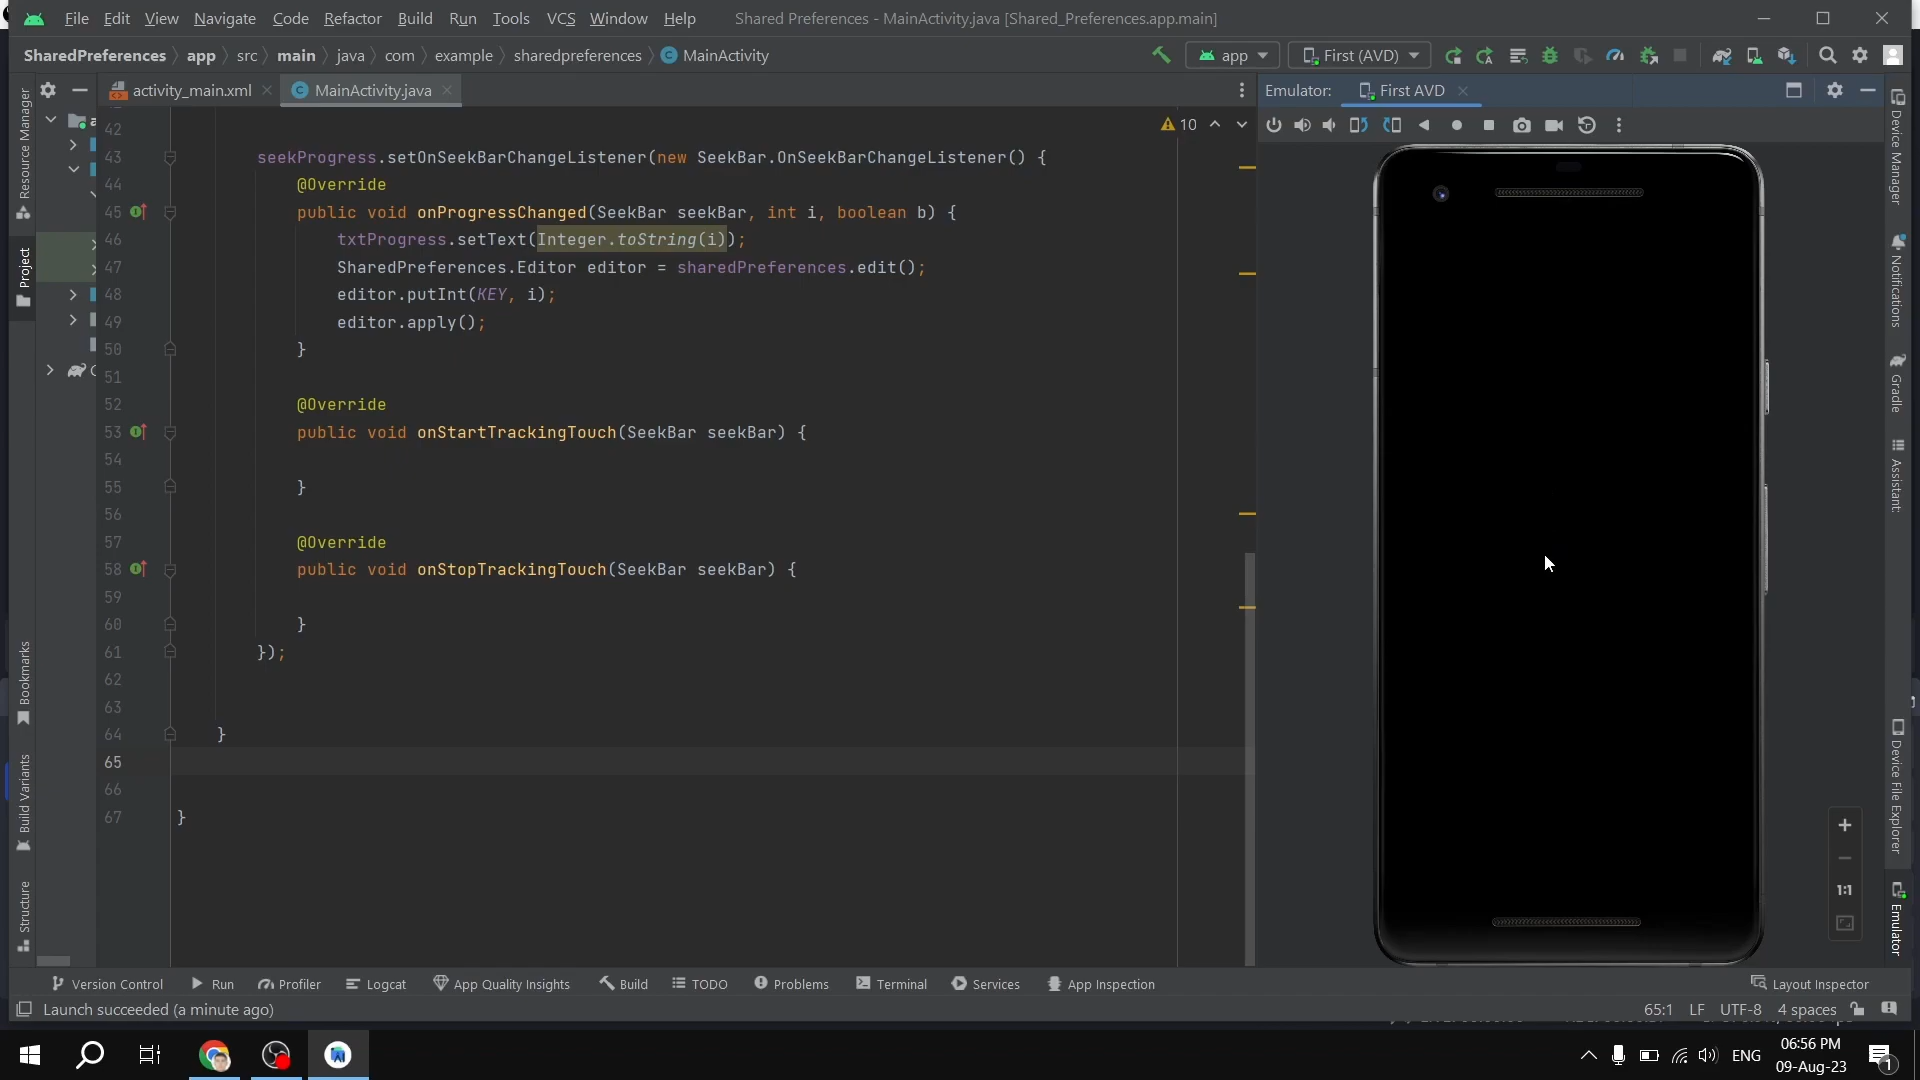 File Edit View Navigate Code Refactor Build Run Tools VCS Window Help Shared Preferences - MainActivity.java [Shared_Preferences.app.main]
SharedPreferences app src main java com example sharedpreferences MainActivity app First (AVD)
activity_main.xml MainActivity.java Emulator: First AVD
Resource Manager
Project
Bookmarks
Build Variants
Structure
10
42
43 seekProgress.setOnSeekBarChangeListener(new SeekBar.OnSeekBarChangeListener() {
44 @Override
45 public void onProgressChanged(SeekBar seekBar, int i, boolean b) {
46 txtProgress.setText(Integer.toString(i));
47 SharedPreferences.Editor editor = sharedPreferences.edit();
48 editor.putInt(KEY, i);
49 editor.apply();
50 }
51
52 @Override
53 public void onStartTrackingTouch(SeekBar seekBar) {
54
55 }
56
57 @Override
58 public void onStopTrackingTouch(SeekBar seekBar) {
59
60 }
61 });
62
63
64 }
65
66
67 }
1:1
Device Manager
Notifications
Gradle
Assistant:
Device File Explorer
Emulator
Version Control Run Profiler Logcat App Quality Insights Build TODO Problems Terminal Services App Inspection Layout Inspector
Launch succeeded (a minute ago) 65:1 LF UTF-8 4 spaces
ENG 06:56 PM
09-Aug-23 1